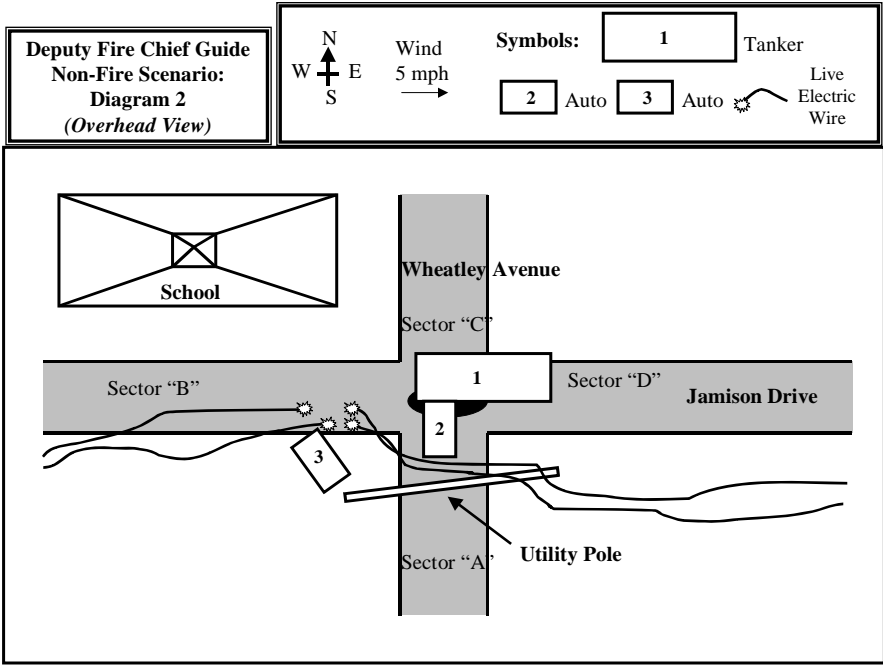 Deputy Fire Chief Guide
Non-Fire Scenario:
Diagram 2
(Overhead View)
N
W E
S
Wind
5 mph
Symbols:
1
Tanker
2
Auto
3
Auto
Live
Electric
Wire
School
Wheatley Avenue
Sector “C”
Sector “B”
1
Sector “D”
Jamison Drive
2
3
Utility Pole
Sector “A”